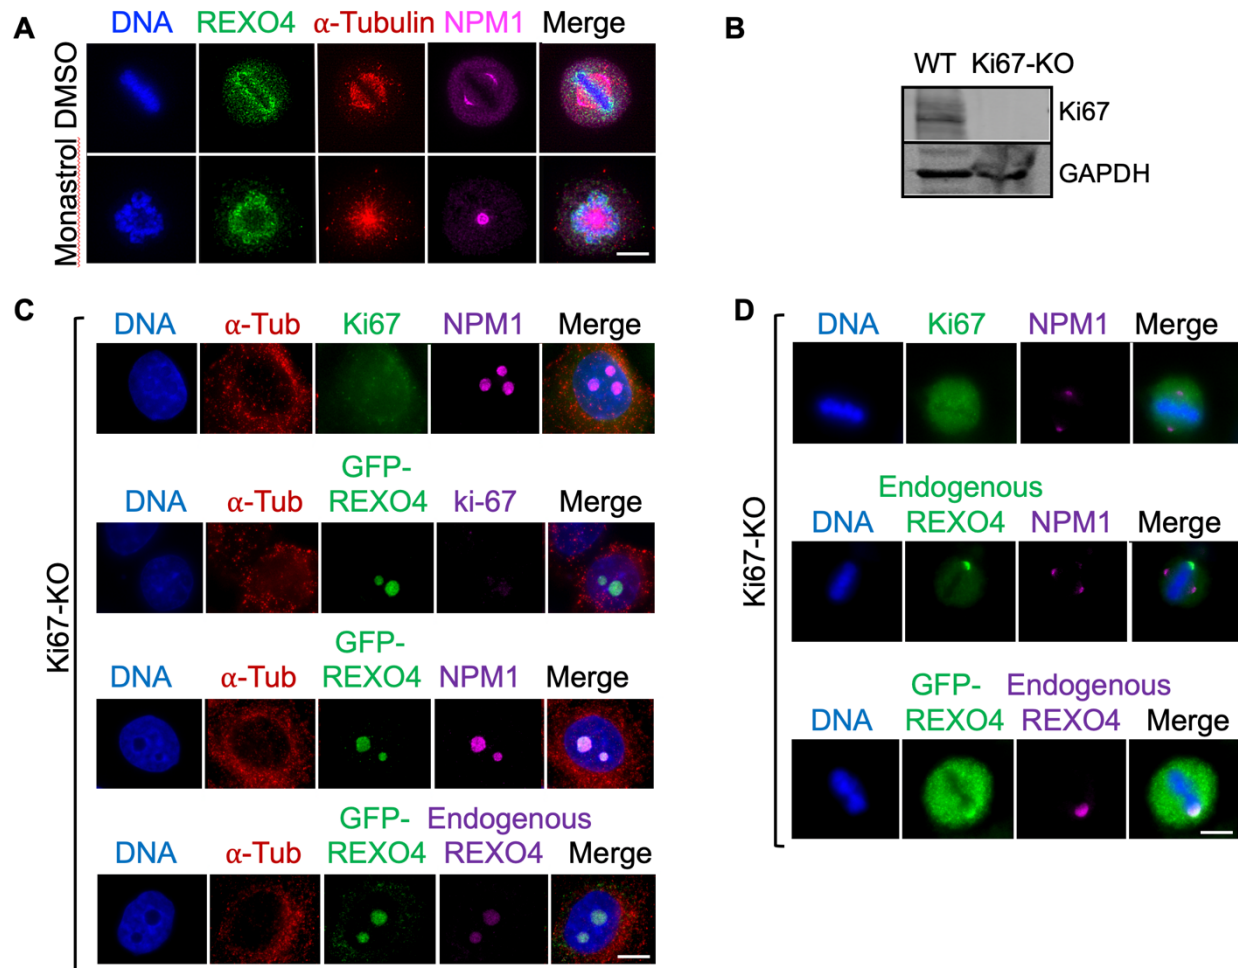 A
DNA REXO4 α-Tubulin NPM1 Merge
DMSO
Monastrol
B
WT Ki67-KO
Ki67
GAPDH
C
Ki67-KO
DNA α-Tub Ki67 NPM1 Merge
GFP-
DNA α-Tub REXO4 ki-67 Merge
GFP-
DNA α-Tub REXO4 NPM1 Merge
GFP- Endogenous
DNA α-Tub REXO4 REXO4 Merge
D
Ki67-KO
DNA Ki67 NPM1 Merge
Endogenous
DNA REXO4 NPM1 Merge
GFP- Endogenous
DNA REXO4 REXO4 Merge